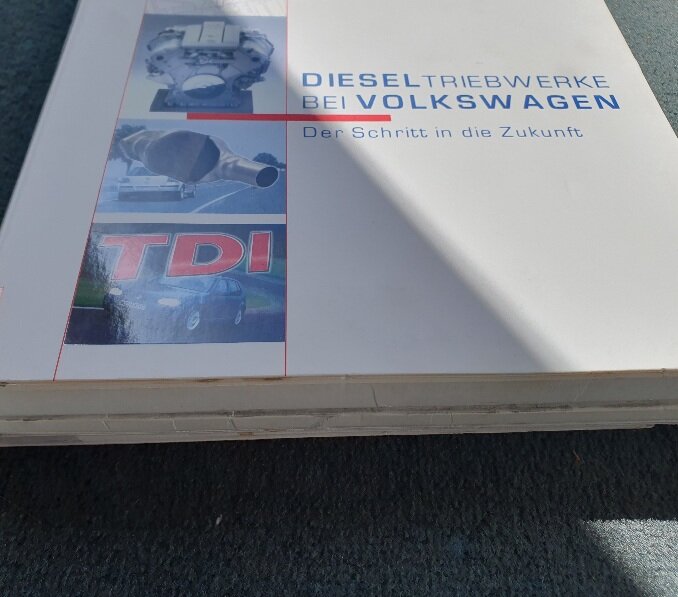 DIESELTRIEBWERKE
BEI VOLKSWAGEN
Der Schritt in die Zukunft
TDI